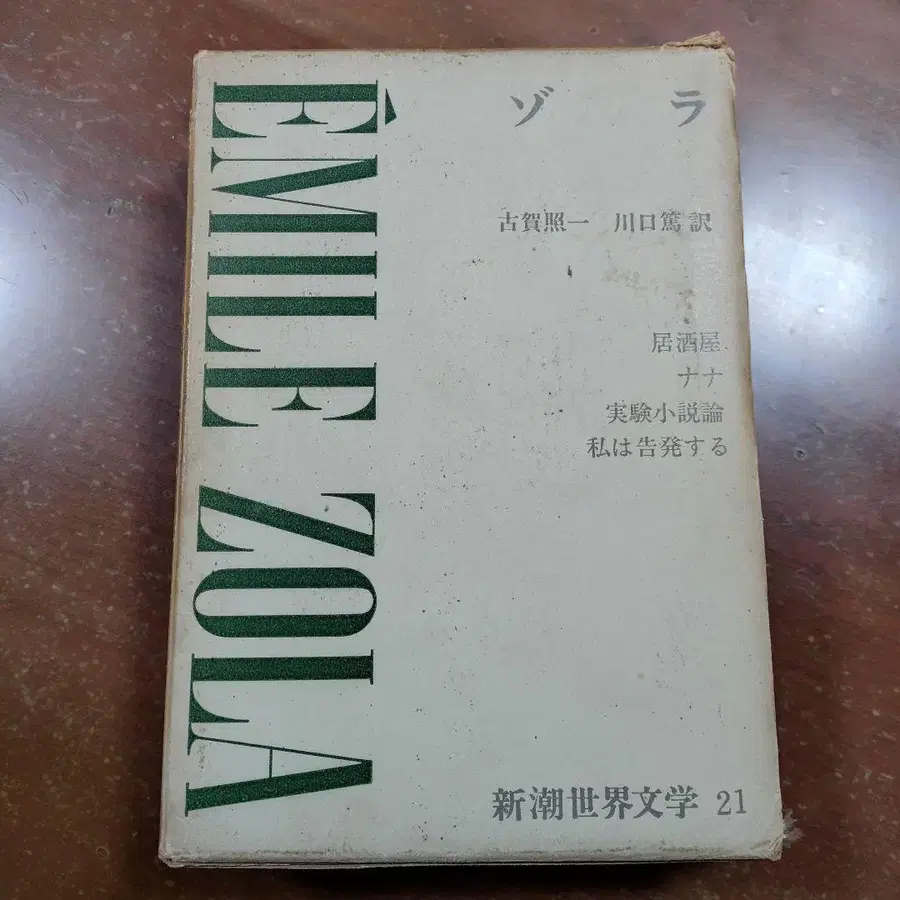 ÊMILE ZOLA
ゾラ
古賀照一 川口篤 訳
居酒屋
ナナ
実験小説論
私は告発する
新潮世界文学 21